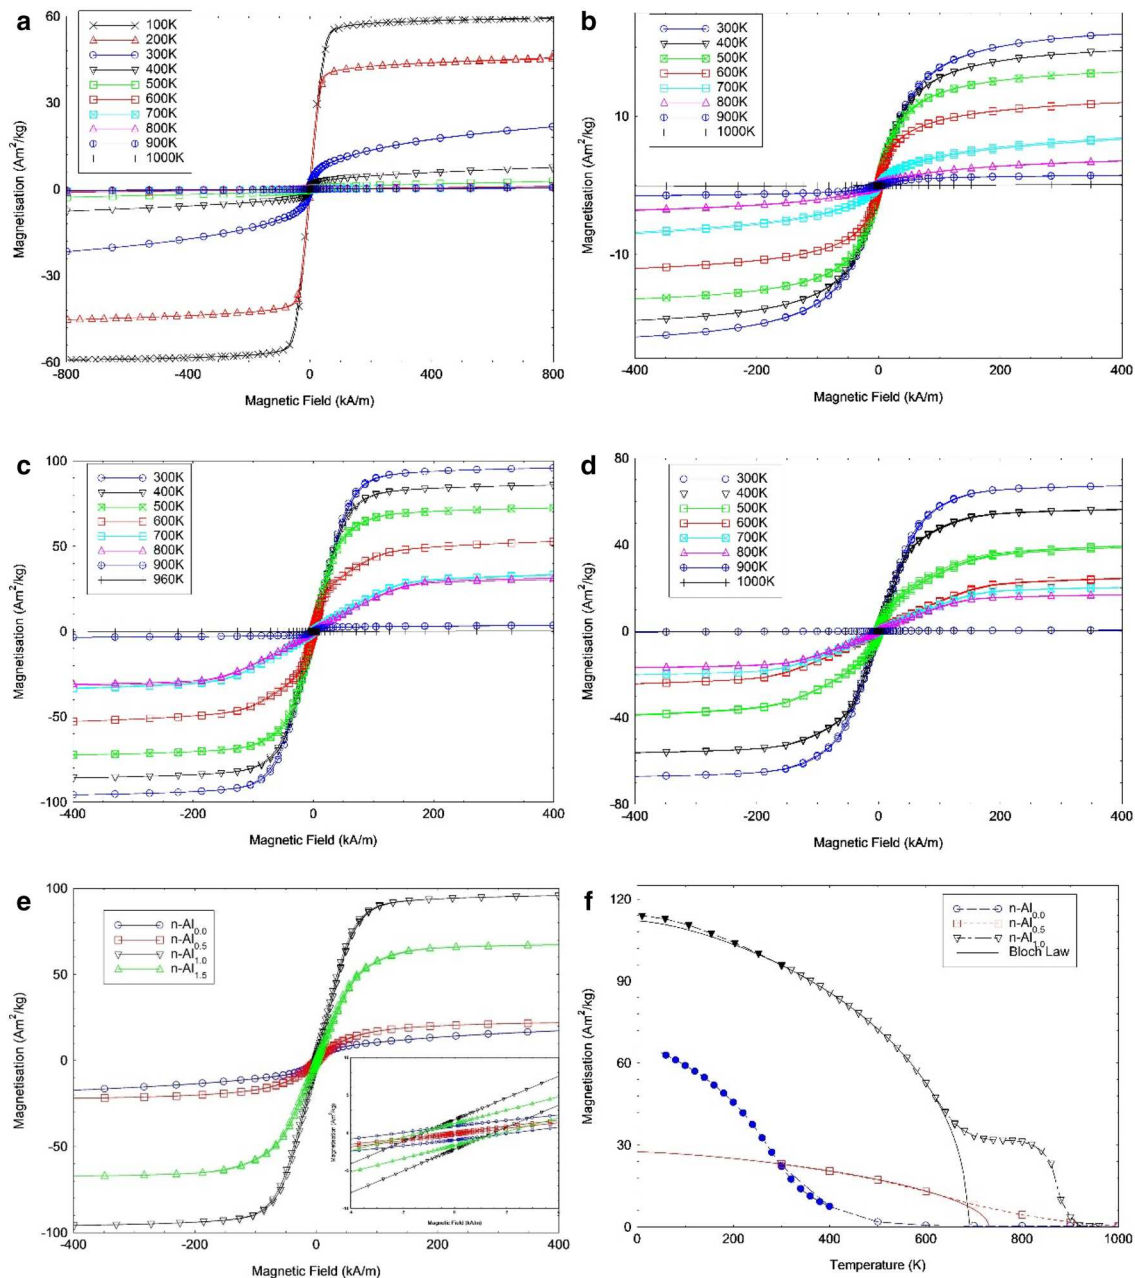 a
100K
200K
300K
400K
500K
600K
700K
800K
900K
1000K
60
30
0
-30
-60
-800
-400
0
400
800
Magnetisation (Am²/kg)
Magnetic Field (kA/m)
b
300K
400K
500K
600K
700K
800K
900K
1000K
10
-10
-400
-200
0
200
400
Magnetisation (Am²/kg)
Magnetic Field (kA/m)
c
300K
400K
500K
600K
700K
800K
900K
960K
100
50
0
-50
-100
-400
-200
0
200
400
Magnetisation (Am²/kg)
Magnetic Field (kA/m)
d
300K
400K
500K
600K
700K
800K
900K
1000K
80
40
0
-40
-80
-400
-200
0
200
400
Magnetisation (Am²/kg)
Magnetic Field (kA/m)
e
n-Al0.0
n-Al0.5
n-Al1.0
n-Al1.5
100
50
0
-50
-100
-400
-200
0
200
400
Magnetisation (Am²/kg)
Magnetic Field (kA/m)
Magnetisation (Am²/kg)
Magnetic Field (kA/m)
f
n-Al0.0
n-Al0.5
n-Al1.0
Bloch Law
120
90
60
30
0
0
200
400
600
800
1000
Magnetisation (Am²/kg)
Temperature (K)